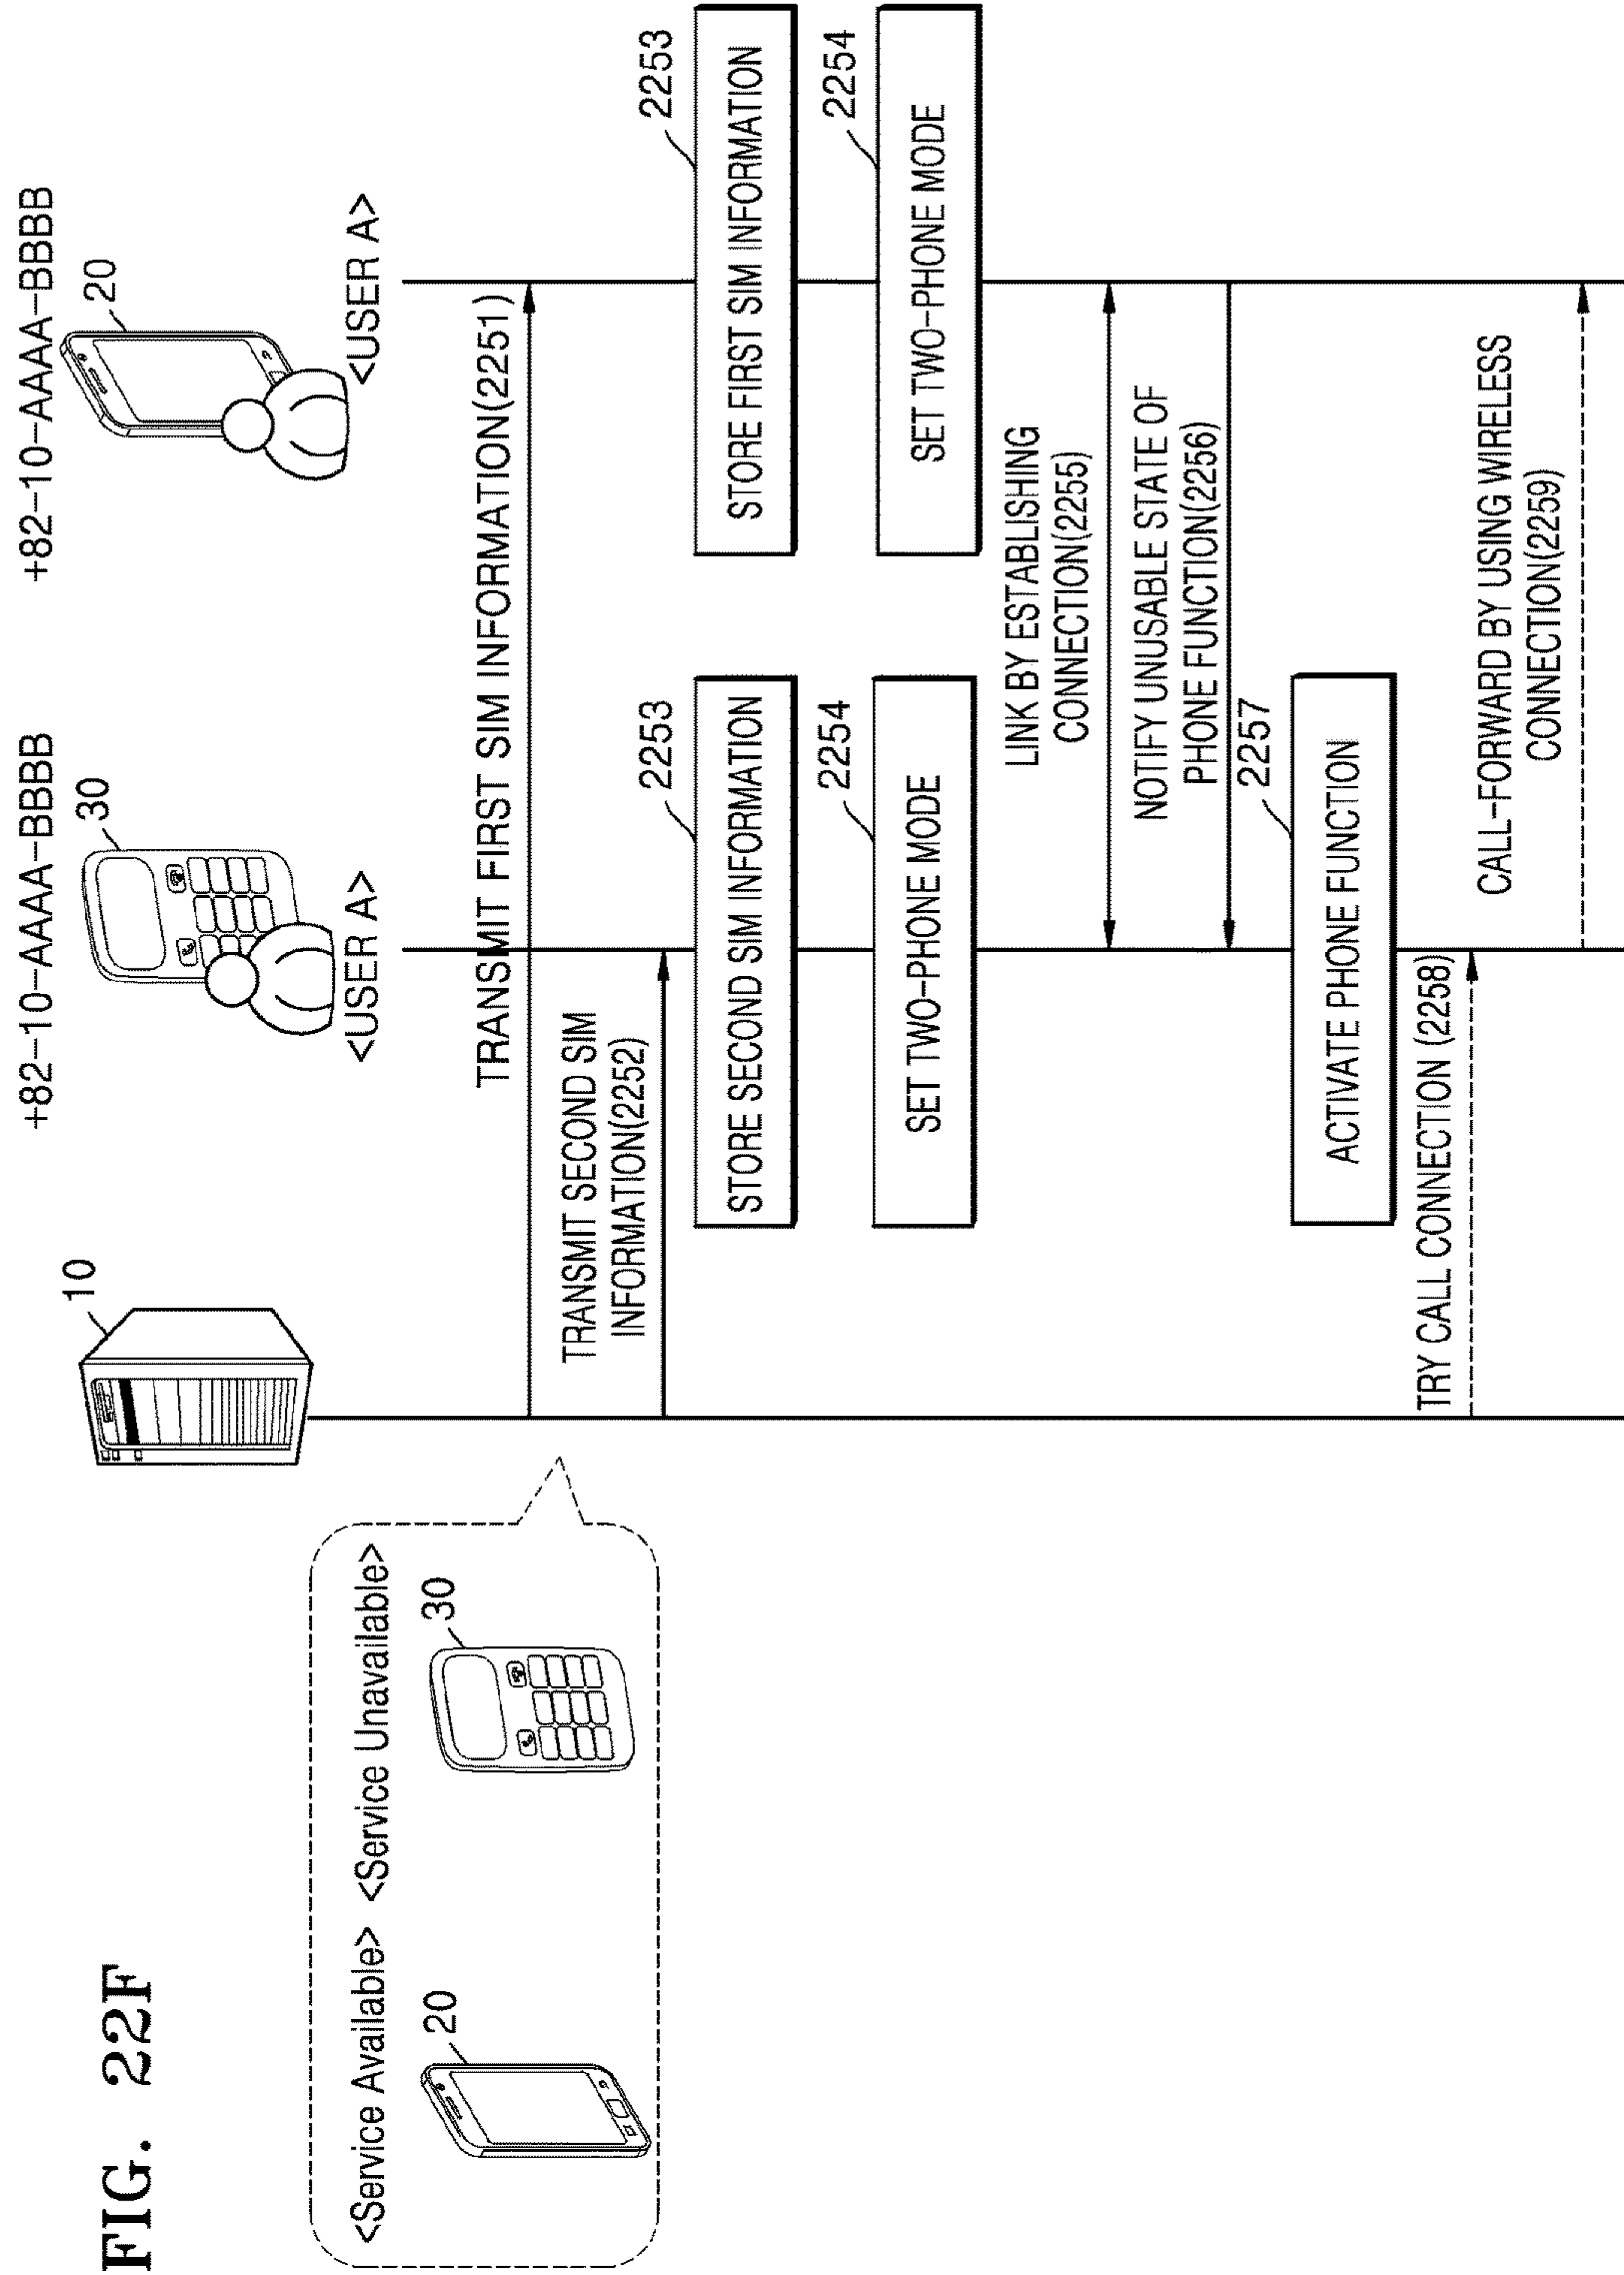 FIG. 22F
<Service Available> <Service Unavailable>
20
30
10
+82-10-AAAA-BBBB
30
<USER A>
+82-10-AAAA-BBBB
20
<USER A>
TRANSMIT FIRST SIM INFORMATION(2251)
TRANSMIT SECOND SIM
INFORMATION(2252)
2253
STORE SECOND SIM INFORMATION
2253
STORE FIRST SIM INFORMATION
2254
SET TWO-PHONE MODE
2254
SET TWO-PHONE MODE
LINK BY ESTABLISHING
CONNECTION(2255)
NOTIFY UNUSABLE STATE OF
PHONE FUNCTION(2256)
2257
ACTIVATE PHONE FUNCTION
TRY CALL CONNECTION (2258)
CALL-FORWARD BY USING WIRELESS
CONNECTION(2259)